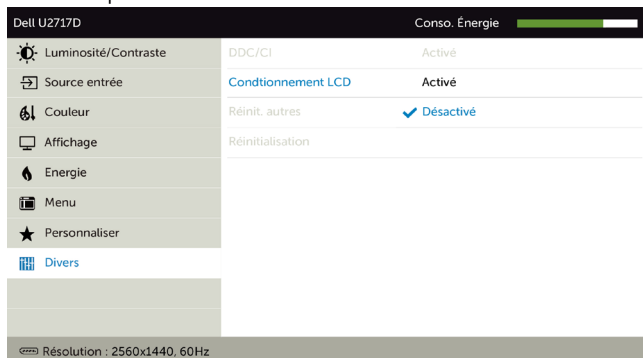 Dell U2717D Conso. Énergie
Luminosité/Contraste DDC/CI Activé
Source entrée Condtionnement LCD Activé
Couleur Réinit. autres Désactivé
Affichage Réinitialisation
Energie
Menu
Personnaliser
Divers
Résolution : 2560x1440, 60Hz